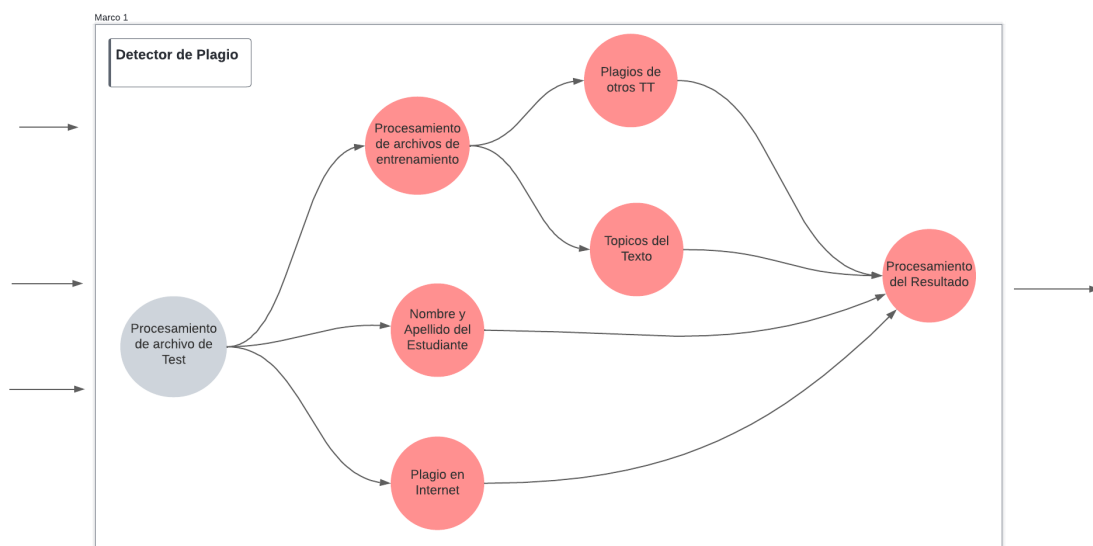 Marco 1
Detector de Plagio
Plagios de
otros TT
Procesamiento
de archivos de
entrenamiento
Topicos del
Texto
Procesamiento
del Resultado
Nombre y
Apellido del
Estudiante
Procesamiento
de archivo de
Test
Plagio en
Internet